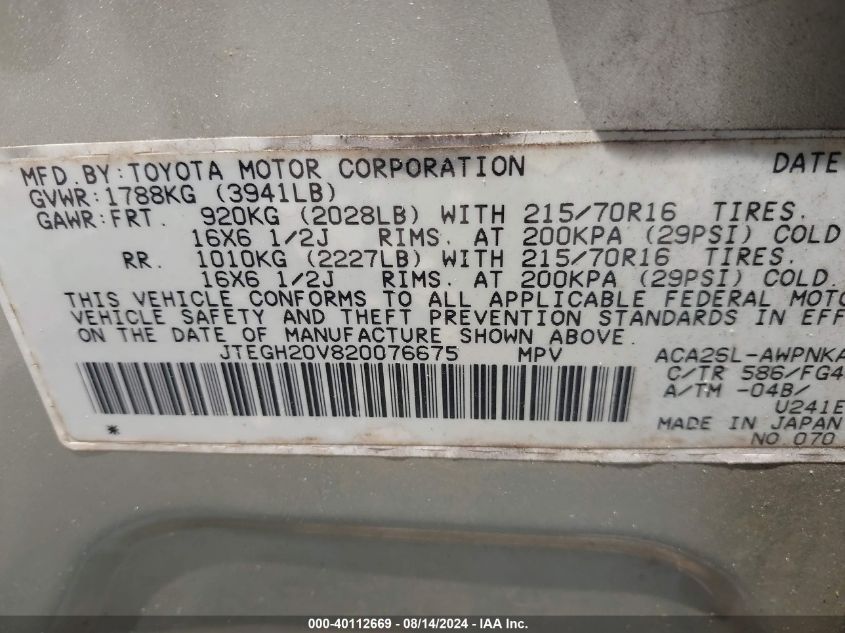 MFD. BY: TOYOTA MOTOR CORPORATION DATE
GVWR: 1788KG (3941LB)
GAWR: FRT. 920KG (2028LB) WITH 215/70R16 TIRES.
16X6 1/2J RIMS. AT 200KPA (29PSI) COLD
RR. 1010KG (2227LB) WITH 215/70R16 TIRES.
16X6 1/2J RIMS. AT 200KPA (29PSI) COLD.
THIS VEHICLE CONFORMS TO ALL APPLICABLE FEDERAL MOTO
VEHICLE SAFETY AND THEFT PREVENTION STANDARDS IN EFF
ON THE DATE OF MANUFACTURE SHOWN ABOVE.
JTEGH20V820076675 MPV ACA26L-AWPNKA
C/TR 586/FG4
A/TM -04B/
U241E
MADE IN JAPAN
* NO 070
000-40112669 - 08/14/2024 - IAA Inc.